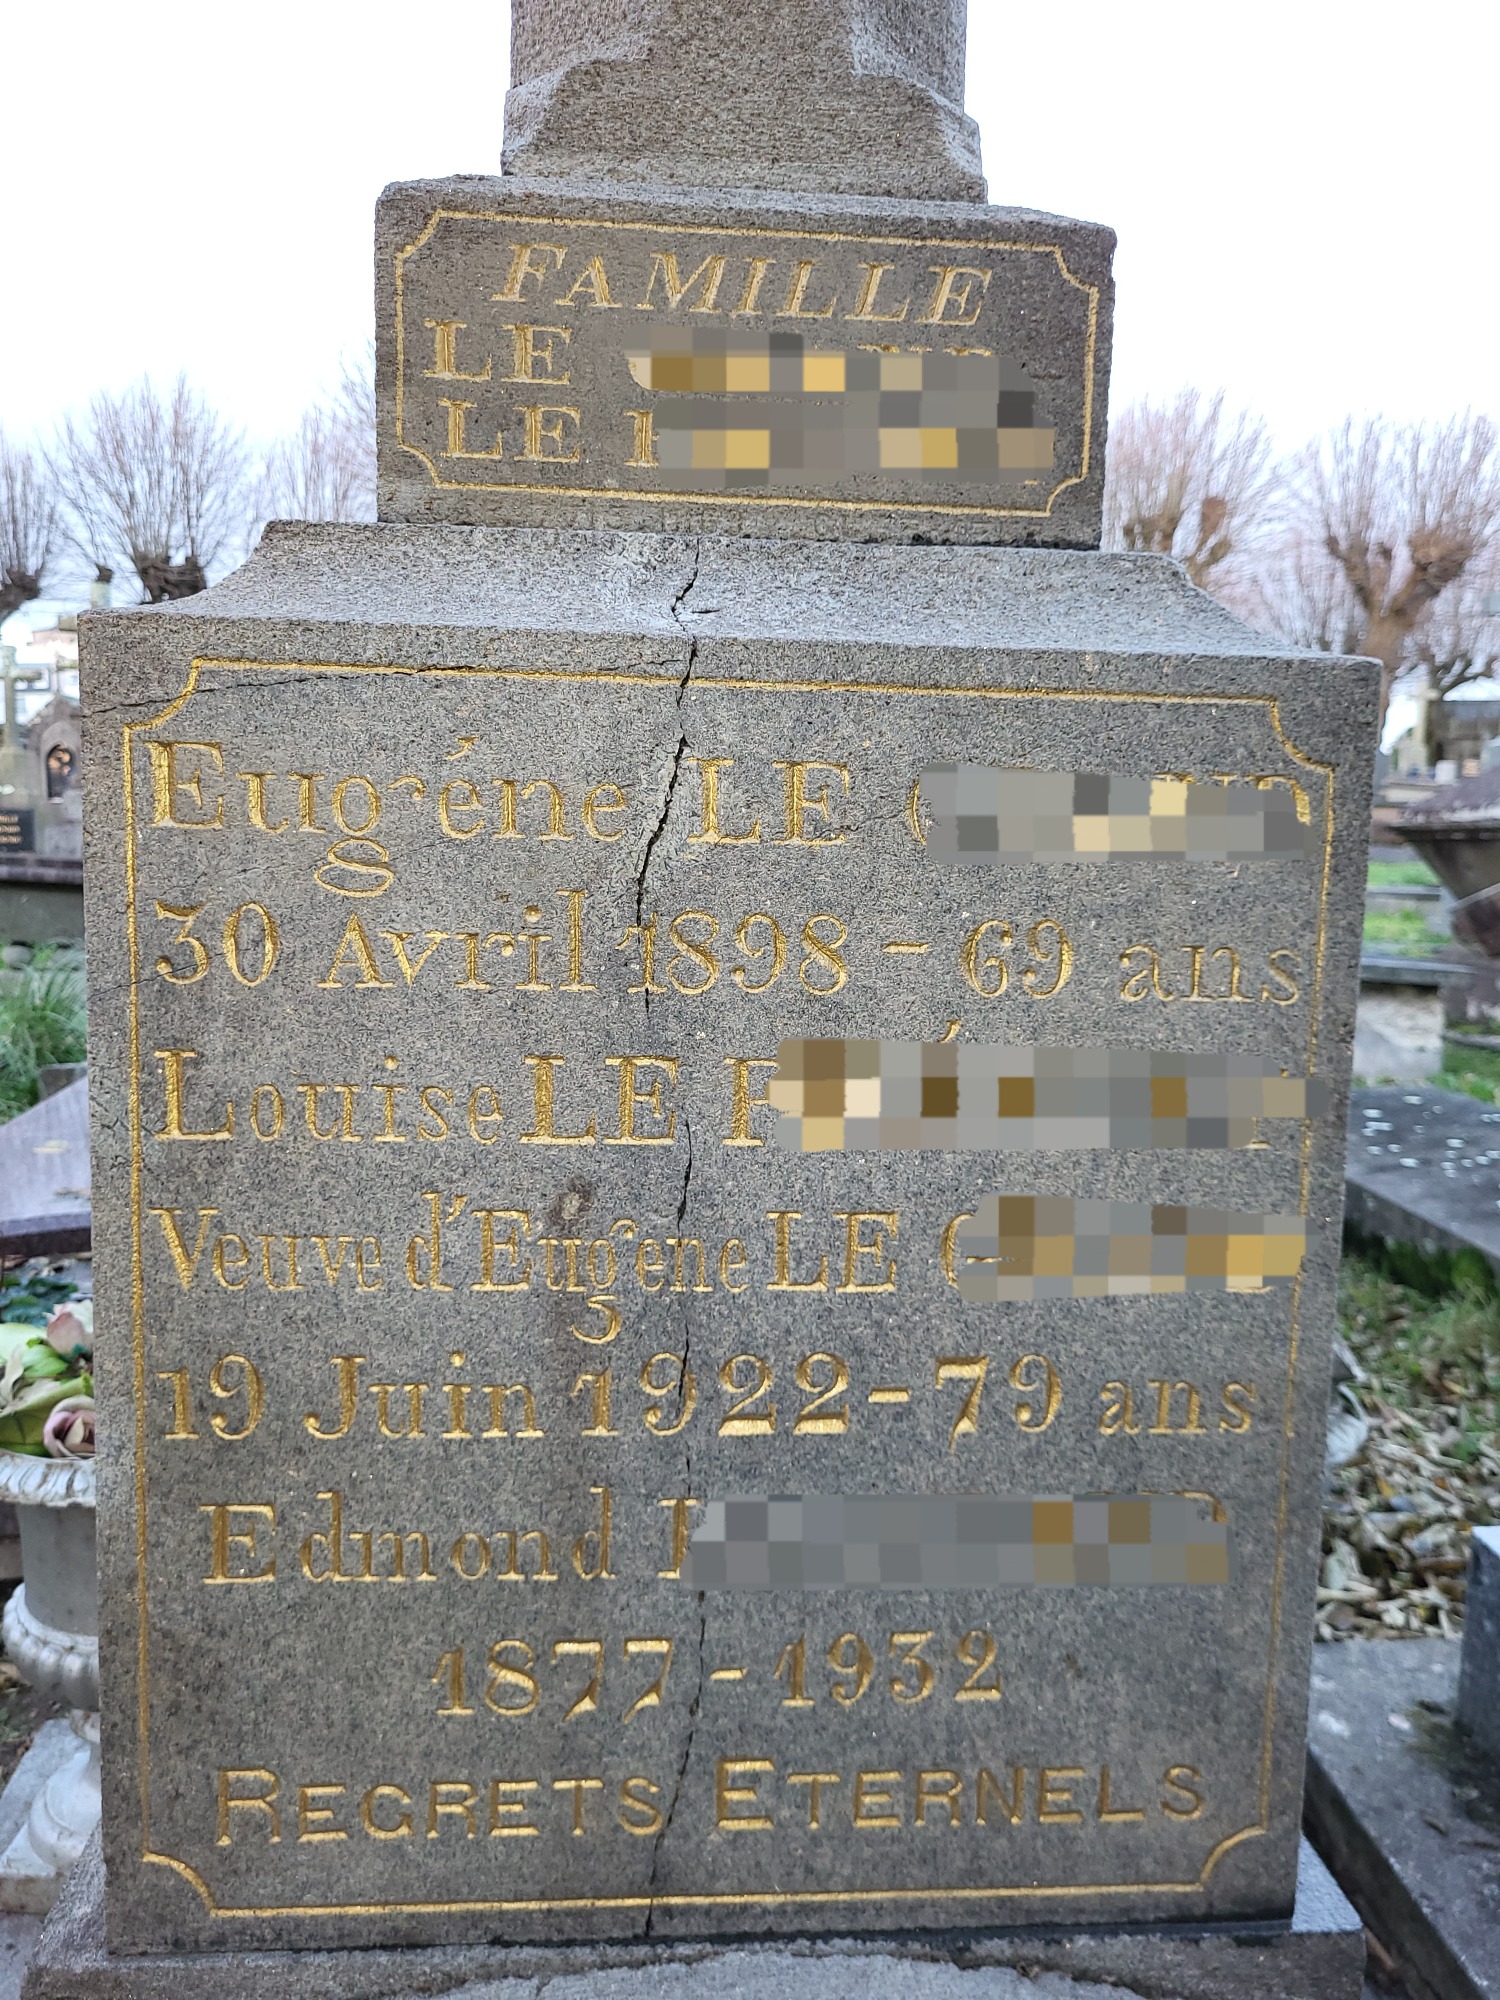 FAMILLE
LE
LE
Eugéne LE
30 Avril 1898 - 69 ans
Louise LE
Veuve d'Eugene LE
19 Juin 1922 - 79 ans
Edmond
1877 - 1932
REGRETS ETERNELS